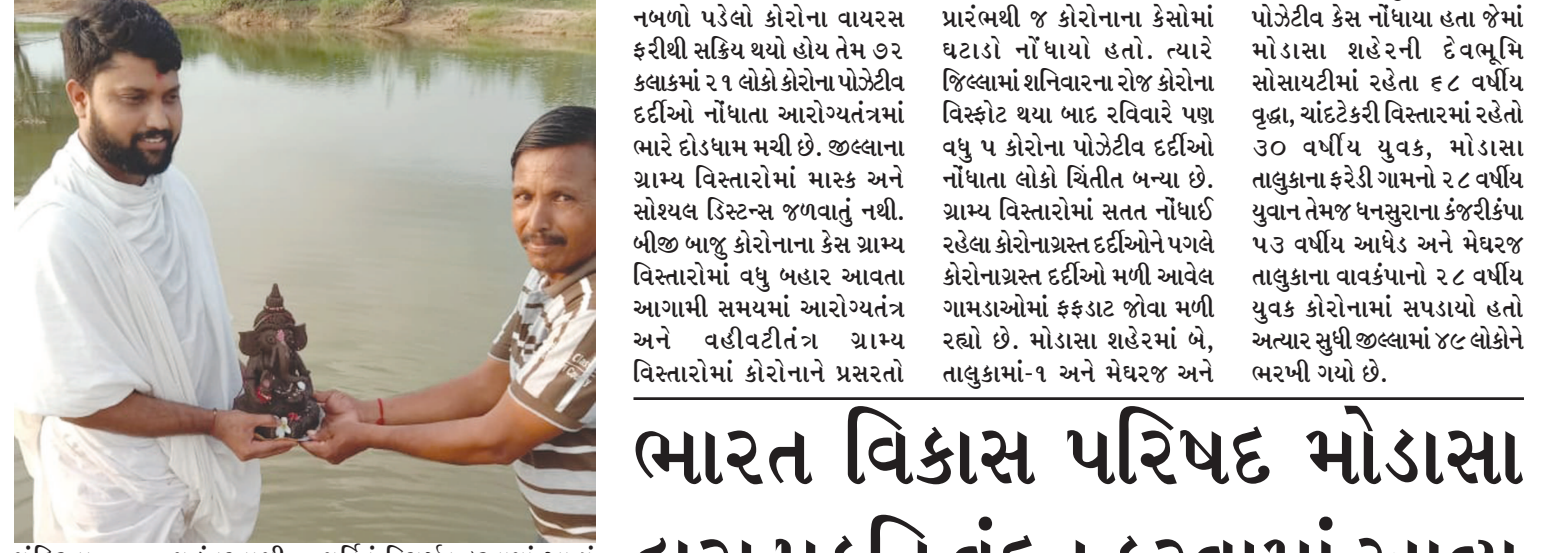 નબળો પડેલો કોરોના વાયરસ
ફરીથી સક્રિય થયો હોય તેમ ૭૨
કલાકમાં ૨૧ લોકો કોરોના પોઝેટીવ
દર્દીઓ નોંધાતા આરોગ્યતંત્રમાં
ભારે દોડધામ મચી છે. જીલ્લાના
ગ્રામ્ય વિસ્તારોમાં માસ્ક અને
સોશ્યલ ડિસ્ટન્સ જળવાતું નથી.
બીજી બાજુ કોરોનાના કેસ ગ્રામ્ય
વિસ્તારોમાં વધુ બહાર આવતા
આગામી સમયમાં આરોગ્યતંત્ર
અને વહીવટીતંત્ર ગ્રામ્ય
વિસ્તારોમાં કોરોનાને પ્રસરતો
પ્રારંભથી જ કોરોનાના કેસોમાં
ઘટાડો નોંધાયો હતો. ત્યારે
જિલ્લામાં શનિવારના રોજ કોરોના
વિસ્ફોટ થયા બાદ રવિવારે પણ
વધુ ૫ કોરોના પોઝેટીવ દર્દીઓ
નોંધાતા લોકો ચિંતીત બન્યા છે.
ગ્રામ્ય વિસ્તારોમાં સતત નોંધાઈ
રહેલા કોરોનાગ્રસ્ત દર્દીઓને પગલે
કોરોનાગ્રસ્ત દર્દીઓ મળી આવેલ
ગામડાઓમાં ફફડાટ જોવા મળી
રહ્યો છે. મોડાસા શહેરમાં બે,
તાલુકામાં-૧ અને મેઘરજ અને
પોઝેટીવ કેસ નોંધાયા હતા જેમાં
મોડાસા શહેરની દેવભૂમિ
સોસાયટીમાં રહેતા ૬૮ વર્ષીય
વૃદ્ધા, ચાંદટેકરી વિસ્તારમાં રહેતો
૩૦ વર્ષીય યુવક, મોડાસા
તાલુકાના ફરેડી ગામનો ૨૮ વર્ષીય
યુવાન તેમજ ધનસુરાના કંજરીકંપા
૫૩ વર્ષીય આધેડ અને મેઘરજ
તાલુકાના વાવકંપાનો ૨૮ વર્ષીય
યુવક કોરોનામાં સપડાયો હતો
અત્યાર સુધી જીલ્લામાં ૪૯ લોકોને
ભરખી ગયો છે.
ભારત વિકાસ પરિષદ મોડાસા